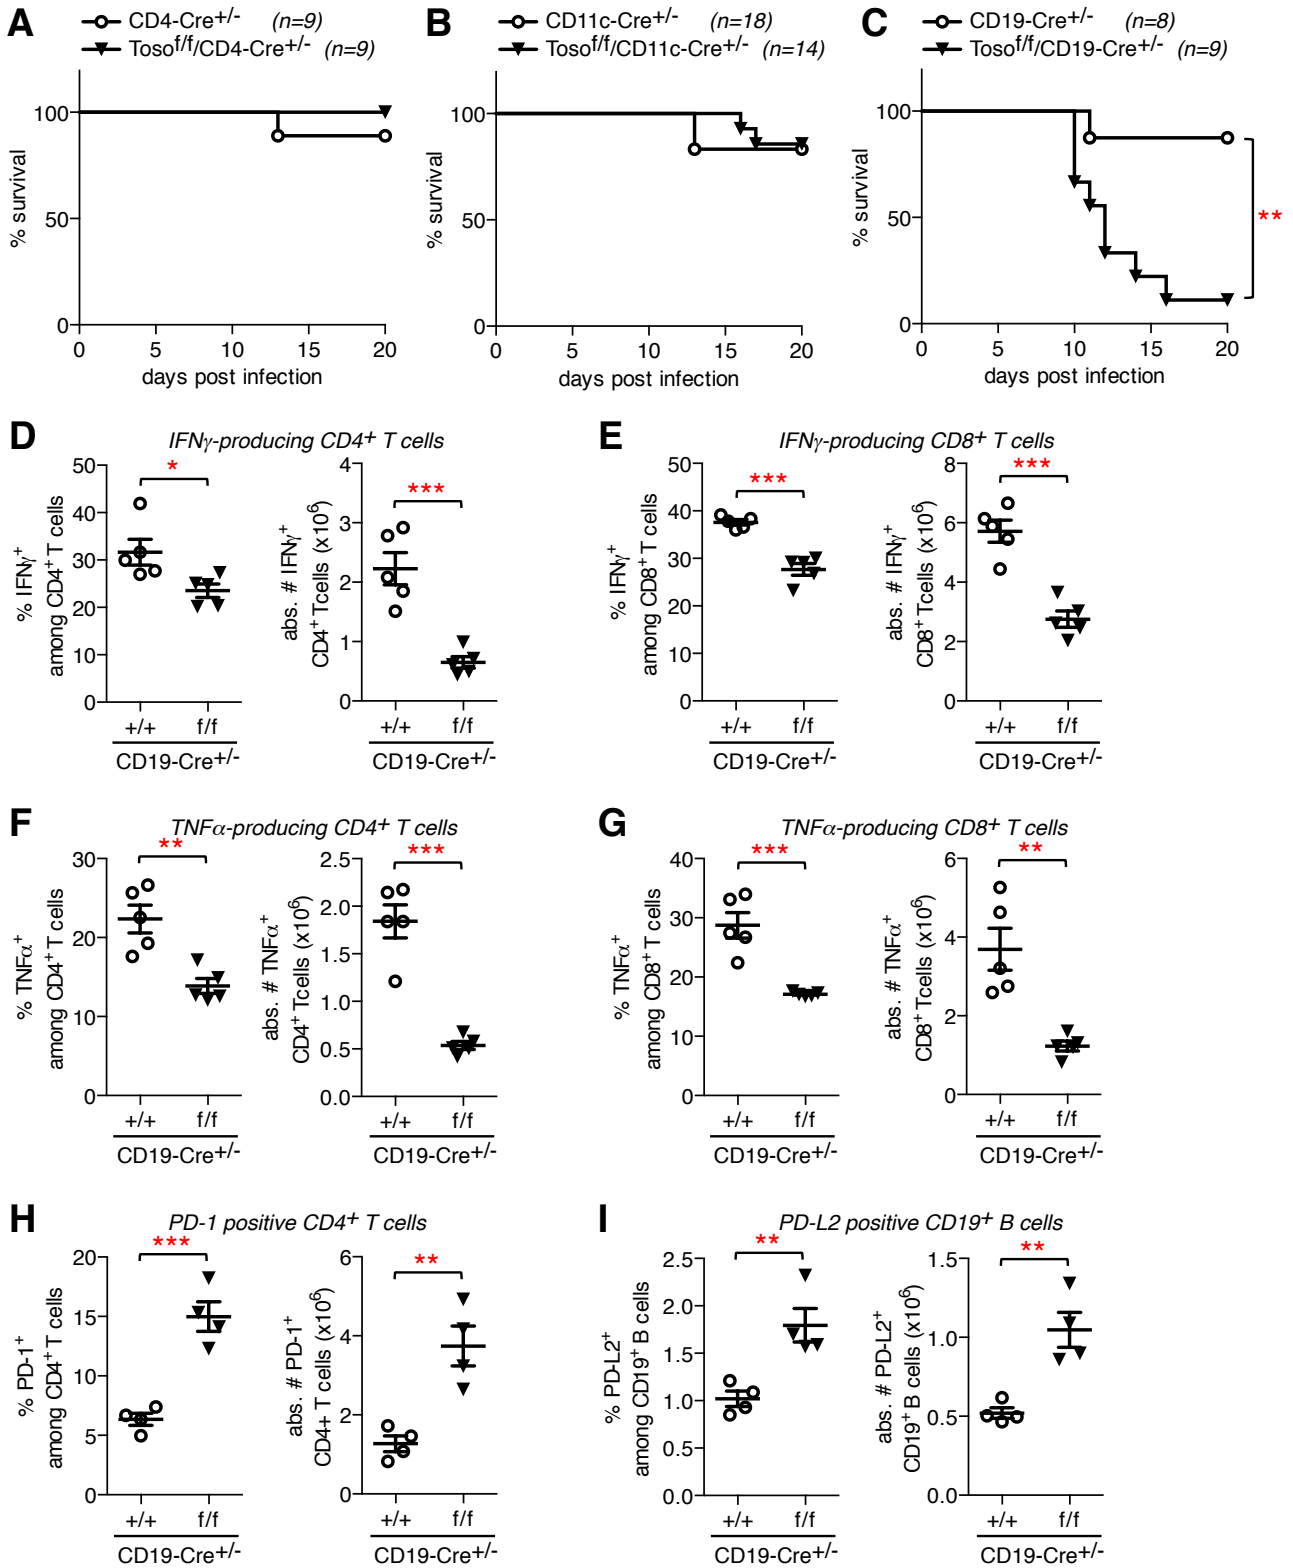 A
CD4-Cre+/- (n=9)
Tosof/f/CD4-Cre+/- (n=9)
% survival
100
50
0
0 5 10 15 20
days post infection
B
CD11c-Cre+/- (n=18)
Tosof/f/CD11c-Cre+/- (n=14)
% survival
100
50
0
0 5 10 15 20
days post infection
C
CD19-Cre+/- (n=8)
Tosof/f/CD19-Cre+/- (n=9)
% survival
100
50
0
0 5 10 15 20
days post infection
**
D
IFNγ-producing CD4+ T cells
% IFNγ+
among CD4+ T cells
50
40
30
20
10
0
*
+/+ f/f
CD19-Cre+/-
abs. # IFNγ+
CD4+ Tcells (x106)
4
3
2
1
0
***
+/+ f/f
CD19-Cre+/-
E
IFNγ-producing CD8+ T cells
% IFNγ+
among CD8+ T cells
50
40
30
20
10
0
***
+/+ f/f
CD19-Cre+/-
abs. # IFNγ+
CD8+ Tcells (x106)
8
6
4
2
0
***
+/+ f/f
CD19-Cre+/-
F
TNFα-producing CD4+ T cells
% TNFα+
among CD4+ T cells
30
20
10
0
**
+/+ f/f
CD19-Cre+/-
abs. # TNFα+
CD4+ Tcells (x106)
2.5
2.0
1.5
1.0
0.5
0.0
***
+/+ f/f
CD19-Cre+/-
G
TNFα-producing CD8+ T cells
% TNFα+
among CD8+ T cells
40
30
20
10
0
***
+/+ f/f
CD19-Cre+/-
abs. # TNFα+
CD8+ Tcells (x106)
6
4
2
0
**
+/+ f/f
CD19-Cre+/-
H
PD-1 positive CD4+ T cells
% PD-1+
among CD4+ T cells
20
15
10
5
0
***
+/+ f/f
CD19-Cre+/-
abs. # PD-1+
CD4+ T cells (x106)
6
4
2
0
**
+/+ f/f
CD19-Cre+/-
I
PD-L2 positive CD19+ B cells
% PD-L2+
among CD19+ B cells
2.5
2.0
1.5
1.0
0.5
0.0
**
+/+ f/f
CD19-Cre+/-
abs. # PD-L2+
CD19+ B cells (x106)
1.5
1.0
0.5
0.0
**
+/+ f/f
CD19-Cre+/-